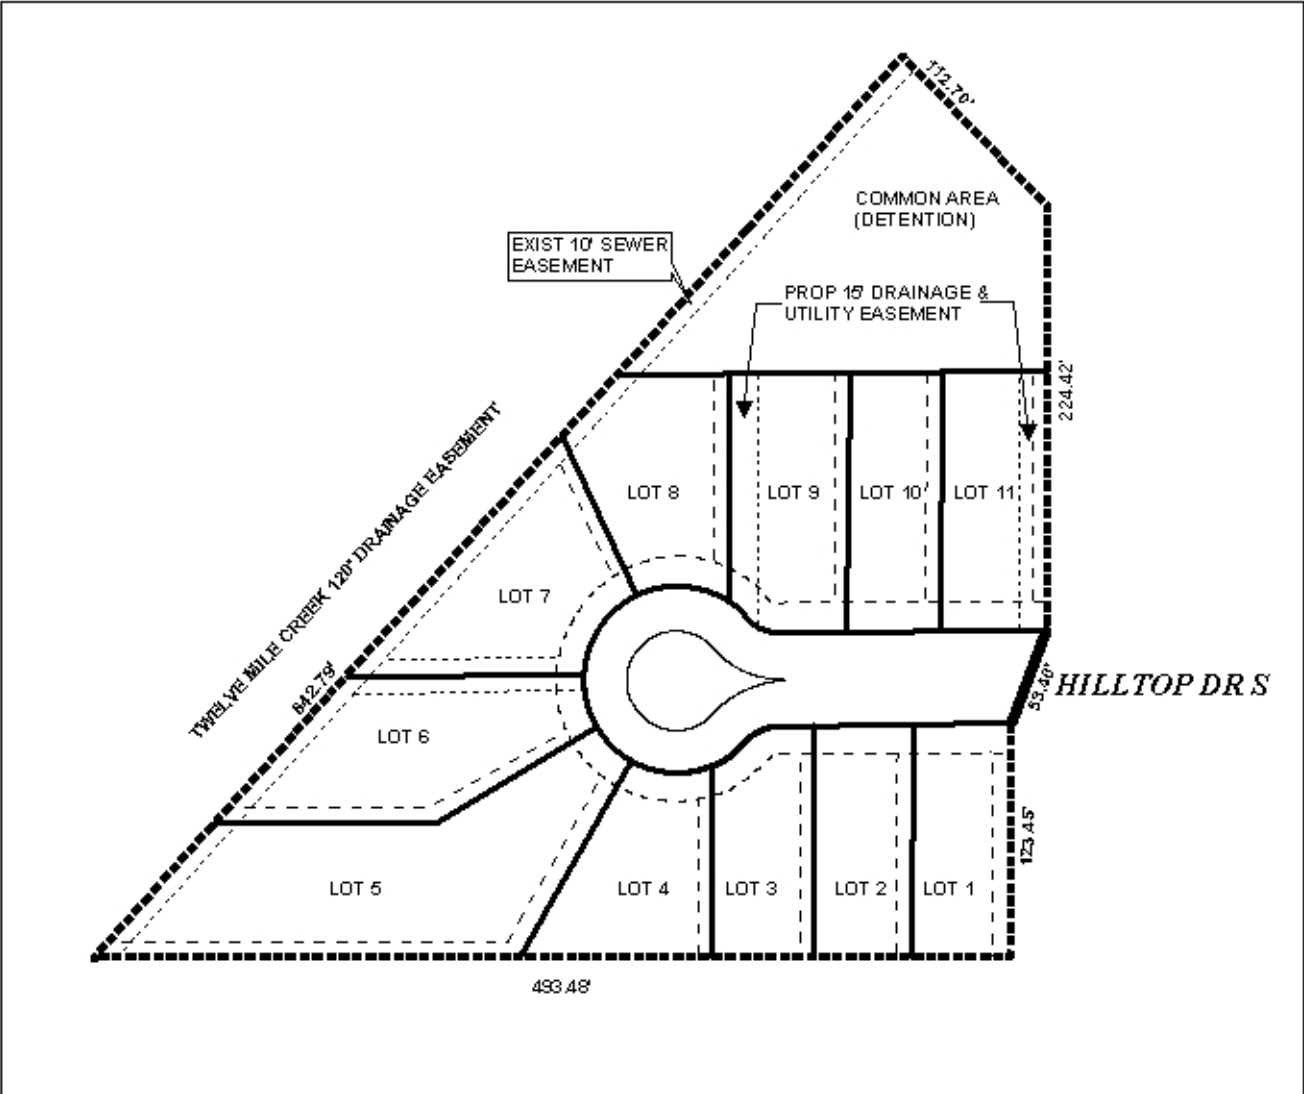 112.70'
COMMON AREA
(DETENTION)
EXIST 10' SEWER
EASEMENT
PROP 15' DRAINAGE &
UTILITY EASEMENT
224.42'
TWELVE MILE CREEK 120' DRAINAGE EASEMENT
LOT 8
LOT 9
LOT 10
LOT 11
LOT 7
642.79'
53.40'
HILLTOP DR S
LOT 6
123.45'
LOT 5
LOT 4
LOT 3
LOT 2
LOT 1
493.48'